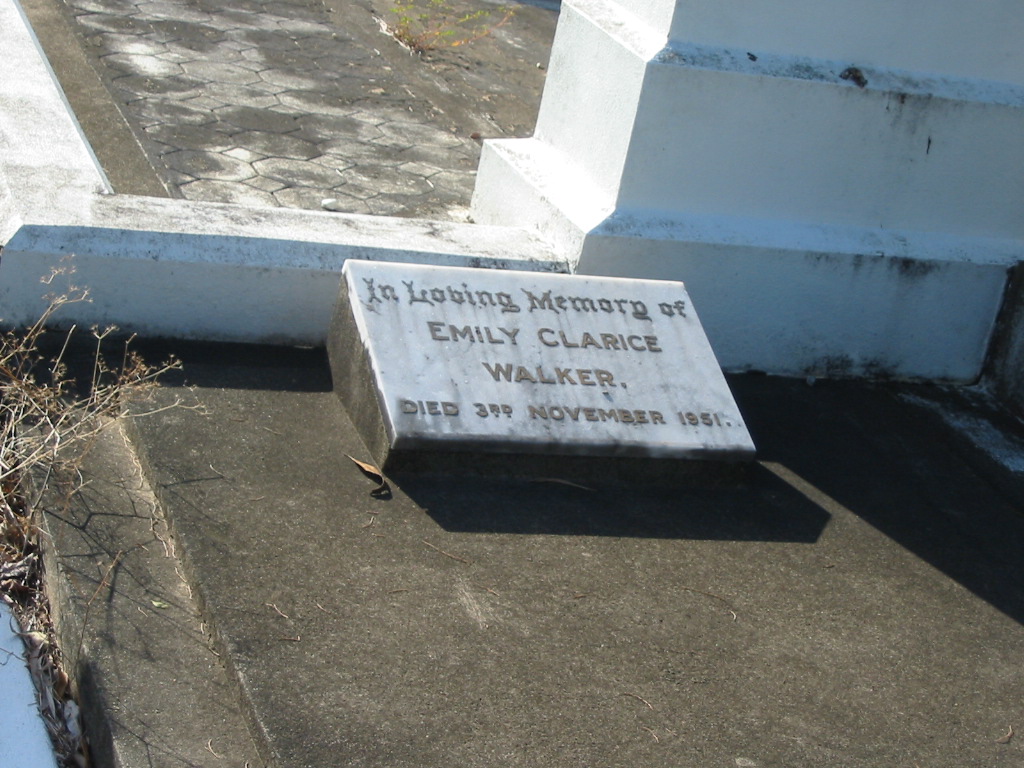 In Loving Memory of
EMILY CLARICE
WALKER.
DIED 3RD NOVEMBER 1951.